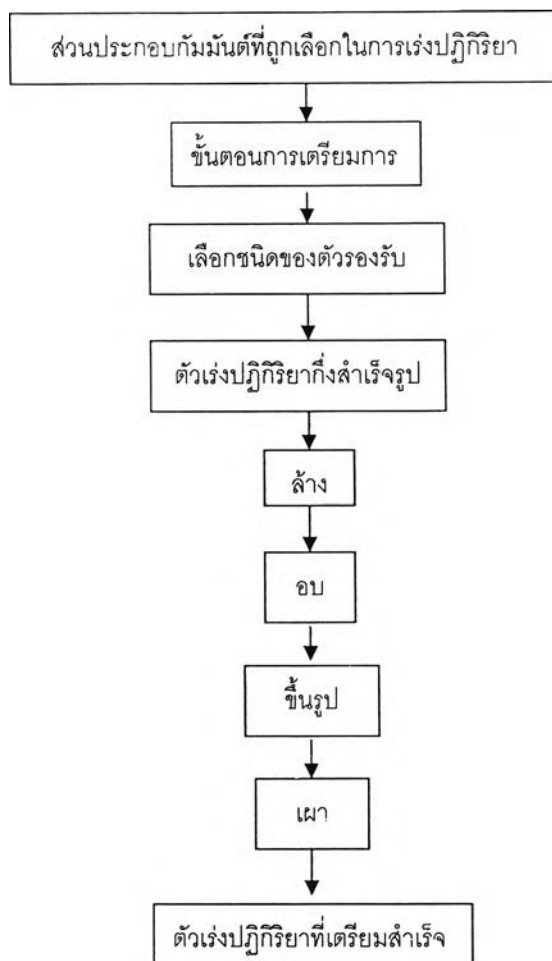 ส่วนประกอบกัมมันต์ที่ถูกเลือกในการเร่งปฏิกิริยา
ขั้นตอนการเตรียมการ
เลือกชนิดของตัวรองรับ
ตัวเร่งปฏิกิริยากึ่งสำเร็จรูป
ล้าง
อบ
ขึ้นรูป
เผา
ตัวเร่งปฏิกิริยาที่เตรียมสำเร็จ